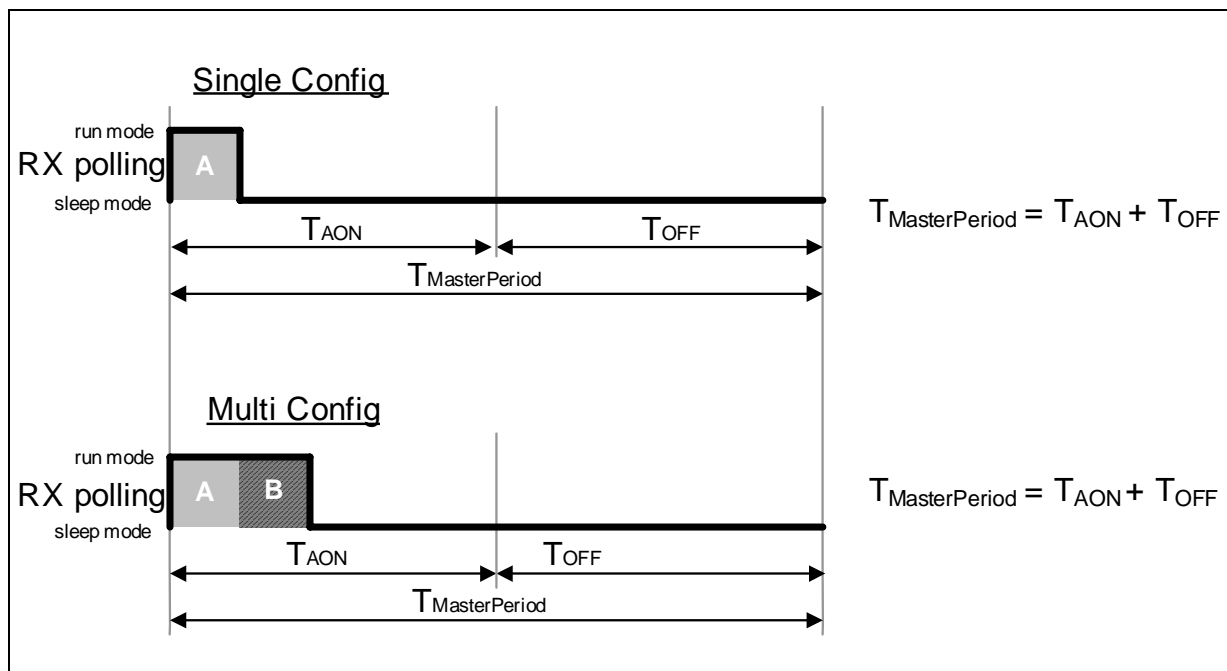 Single Config
run mode
RX polling
A
sleep mode
TAON
TOFF
TMasterPeriod
TMasterPeriod = TAON + TOFF
Multi Config
run mode
RX polling
A
B
sleep mode
TAON
TOFF
TMasterPeriod
TMasterPeriod = TAON + TOFF